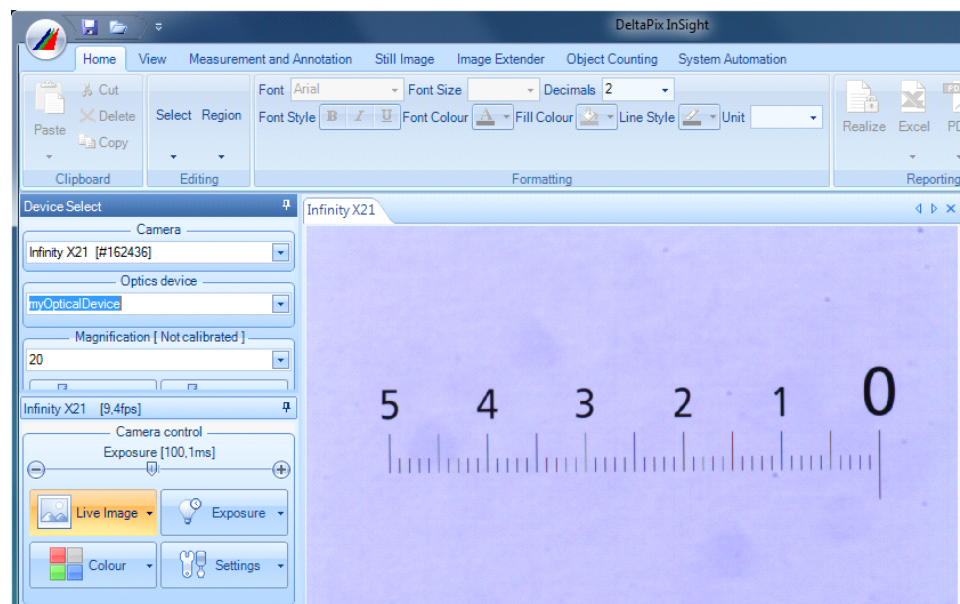 DeltaPix InSight
Home View Measurement and Annotation Still Image Image Extender Object Counting System Automation
Paste Cut Delete Copy
Clipboard
Select Region
Editing
Font Arial Font Size Decimals 2
Font Style B I U Font Colour A Fill Colour Line Style Unit
Formatting
Realize Excel PD
Reporting
Device Select
Camera
Infinity X21 [#162436]
Optics device
myOpticalDevice
Magnification [ Not calibrated ]
20
Infinity X21 [9,4fps]
Camera control
Exposure [100,1ms]
Live Image Exposure
Colour Settings
Infinity X21
5 4 3 2 1 0